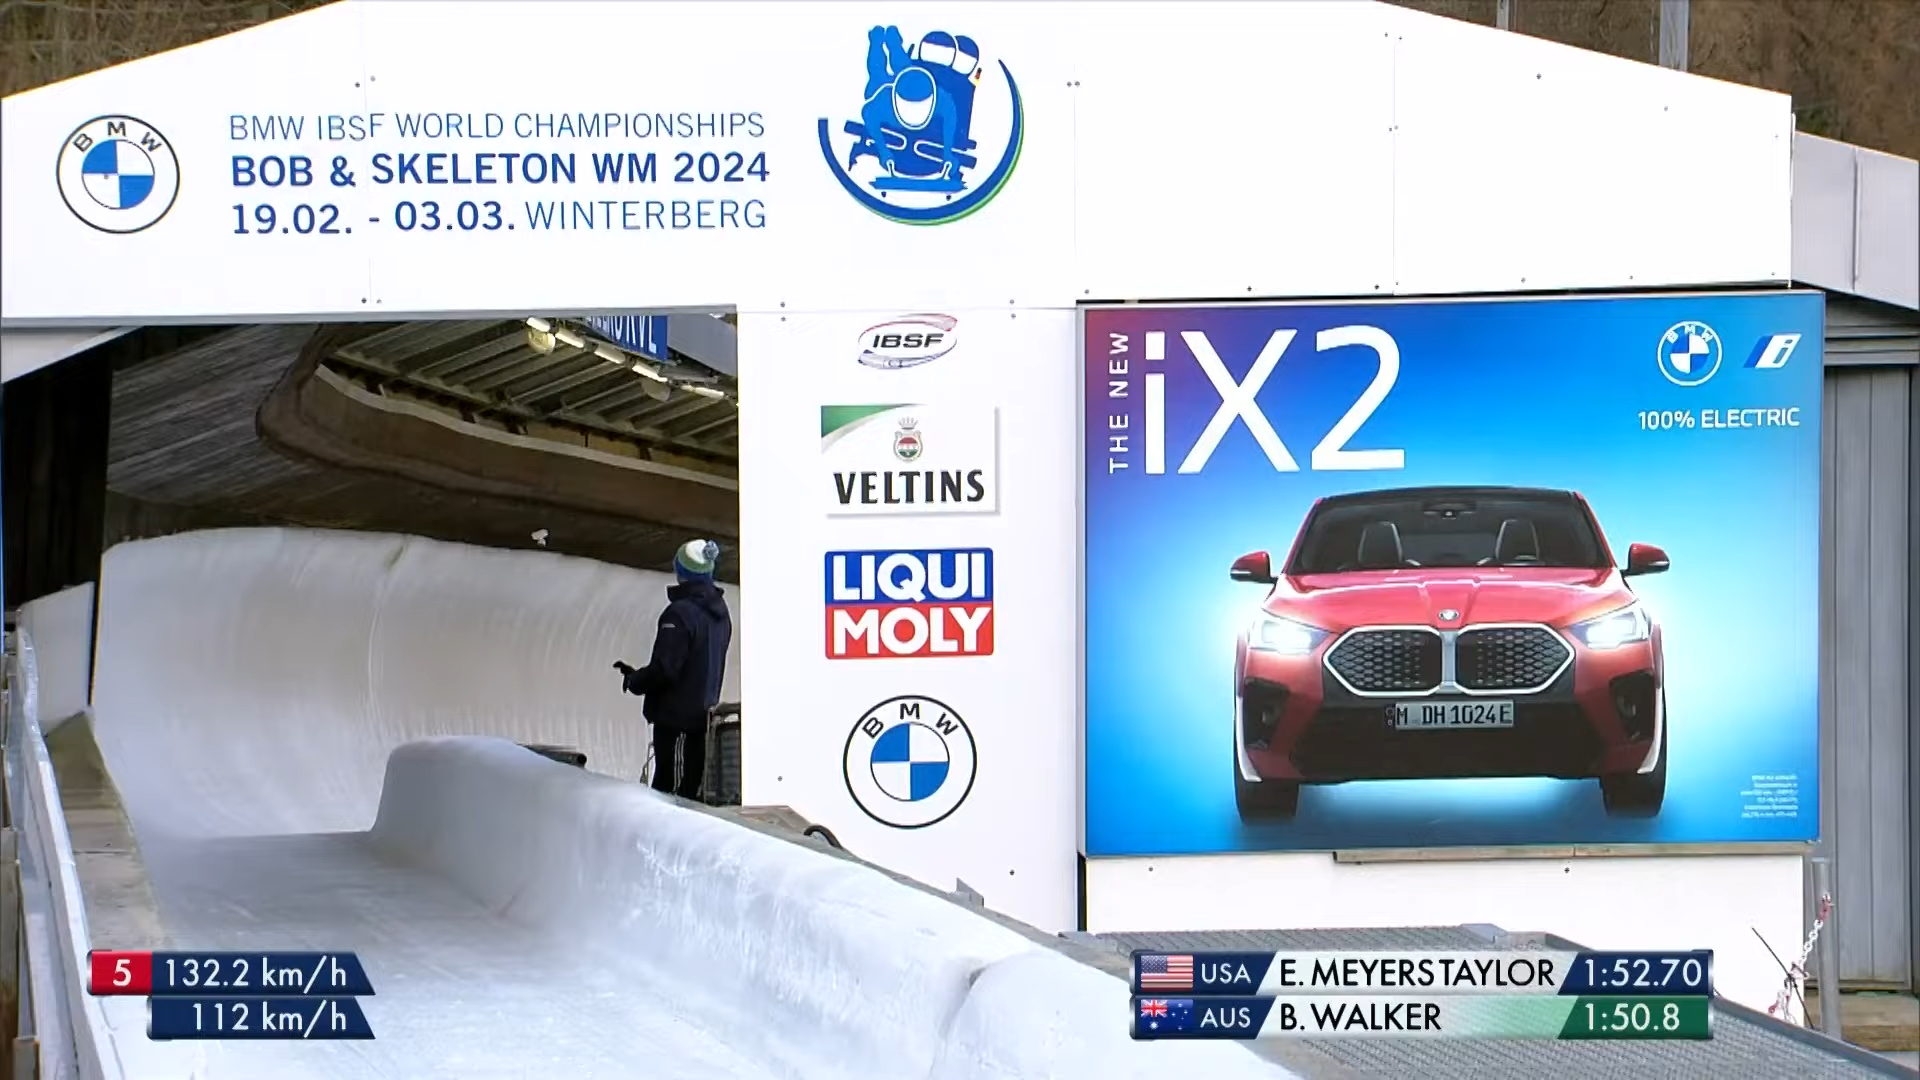 BMW
BMW IBSF WORLD CHAMPIONSHIPS
BOB & SKELETON WM 2024
19.02. - 03.03. WINTERBERG
IBSF
VELTINS
LIQUI
MOLY
BMW
THE NEW
iX2
BMW i
100% ELECTRIC
M DH 1024E
5 132.2 km/h
112 km/h
USA E. MEYERS TAYLOR 1:52.70
AUS B. WALKER 1:50.8